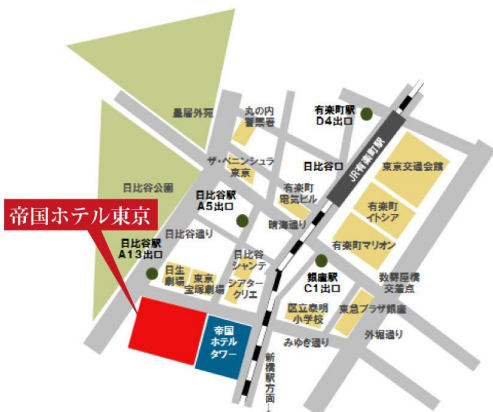 皇居外苑
丸の内
警察署
有楽町駅
D4出口
ザ・ペニンシュラ
東京
日比谷口
JR有楽町駅
東京交通会館
日比谷公園
日比谷駅
A5出口
有楽町
電気ビル
有楽町
イトシア
帝国ホテル東京
晴海通り
日比谷通り
有楽町マリオン
日比谷駅
A13出口
日比谷
シャンテ
銀座駅
C1出口
数寄屋橋
交差点
日生
劇場
東京
宝塚劇場
シアター
クリエ
区立泰明
小学校
東急プラザ銀座
帝国
ホテル
タワー
みゆき通り
外堀通り
新橋駅方面→